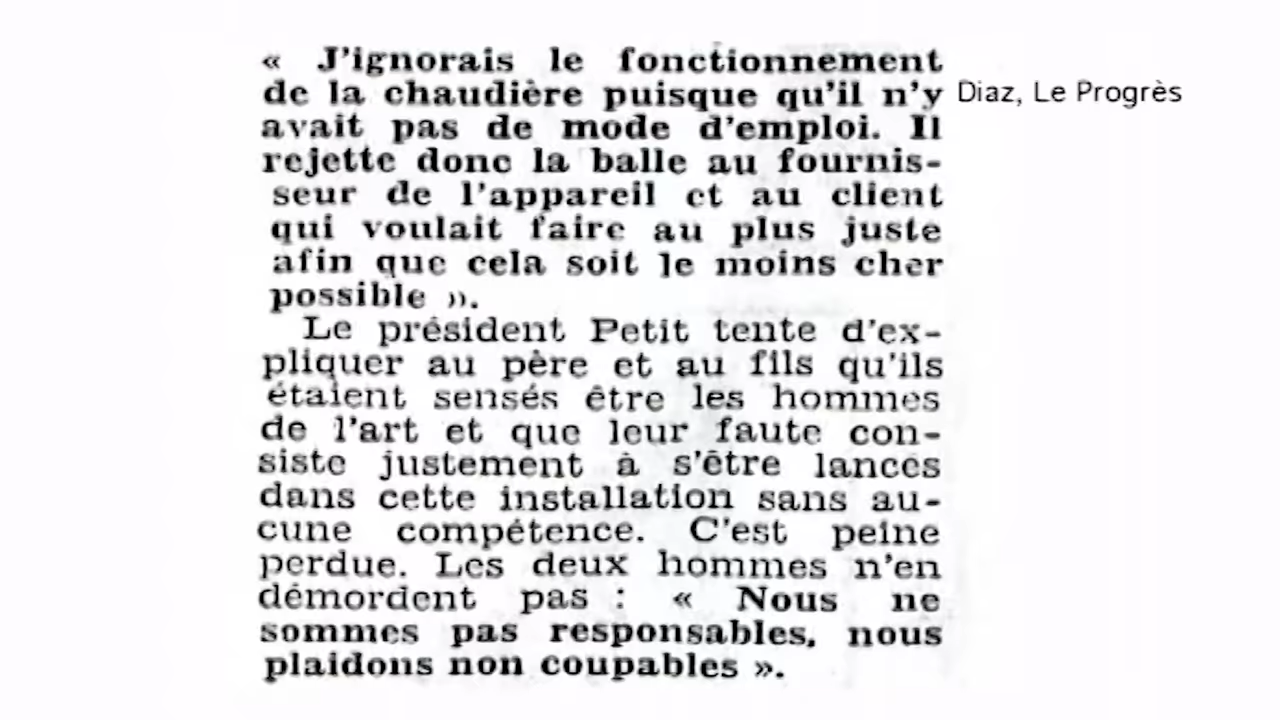 « J'ignorais le fonctionnement
de la chaudière puisque qu'il n'y
avait pas de mode d'emploi. Il
rejette donc la balle au fournis-
seur de l'appareil et au client
qui voulait faire au plus juste
afin que cela soit le moins cher
possible ».
Le président Petit tente d'ex-
pliquer au père et au fils qu'ils
étaient sensés être les hommes
de l'art et que leur faute con-
siste justement à s'être lancés
dans cette installation sans au-
cune compétence. C'est peine
perdue. Les deux hommes n'en
démordent pas : « Nous ne
sommes pas responsables, nous
plaidons non coupables ».
Diaz, Le Progrès